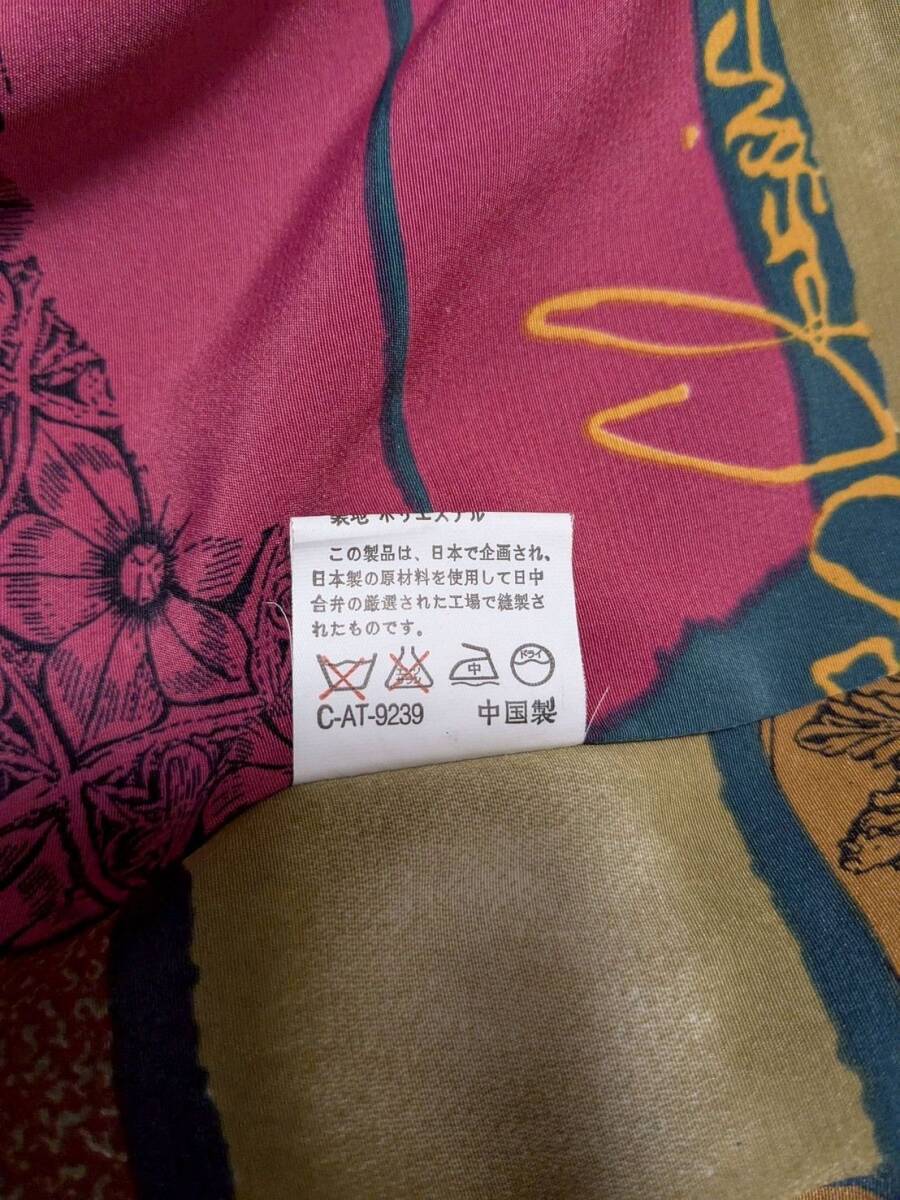 表地 ポリエステル
この製品は、日本で企画され、
日本製の原材料を使用して日中
合弁の厳選された工場で縫製さ
れたものです。
中 ドライ
C-AT-9239 中国製